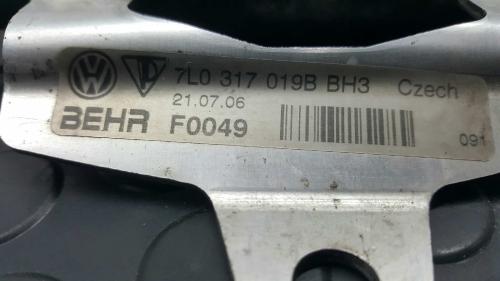 7L0 317 019B BH3 Czech
21.07.06
BEHR F0049
091